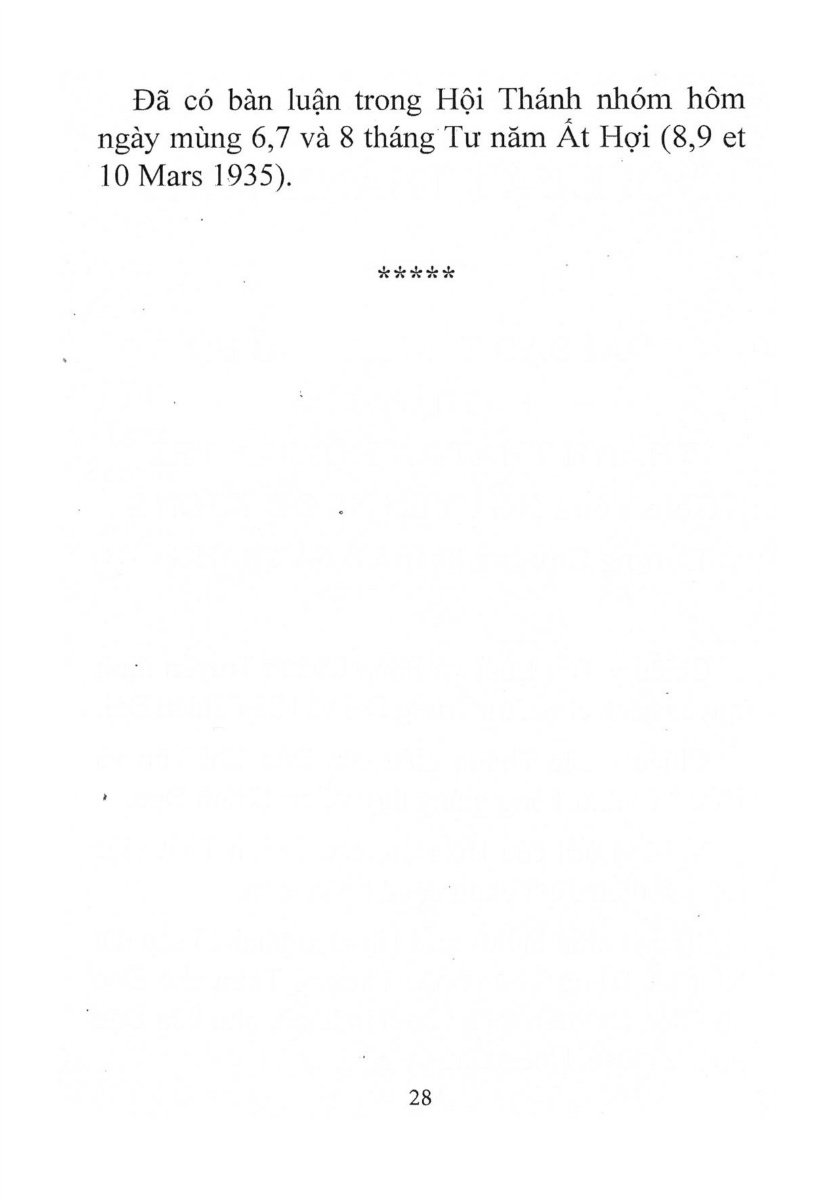 Đã có bàn luận trong Hội Thánh nhóm hôm
ngày mùng 6,7 và 8 tháng Tư năm Ất Hợi (8,9 et
10 Mars 1935).
*****
28